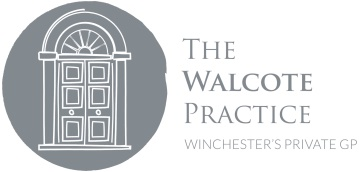 The
Walcote
Practice
Winchester's Private GP